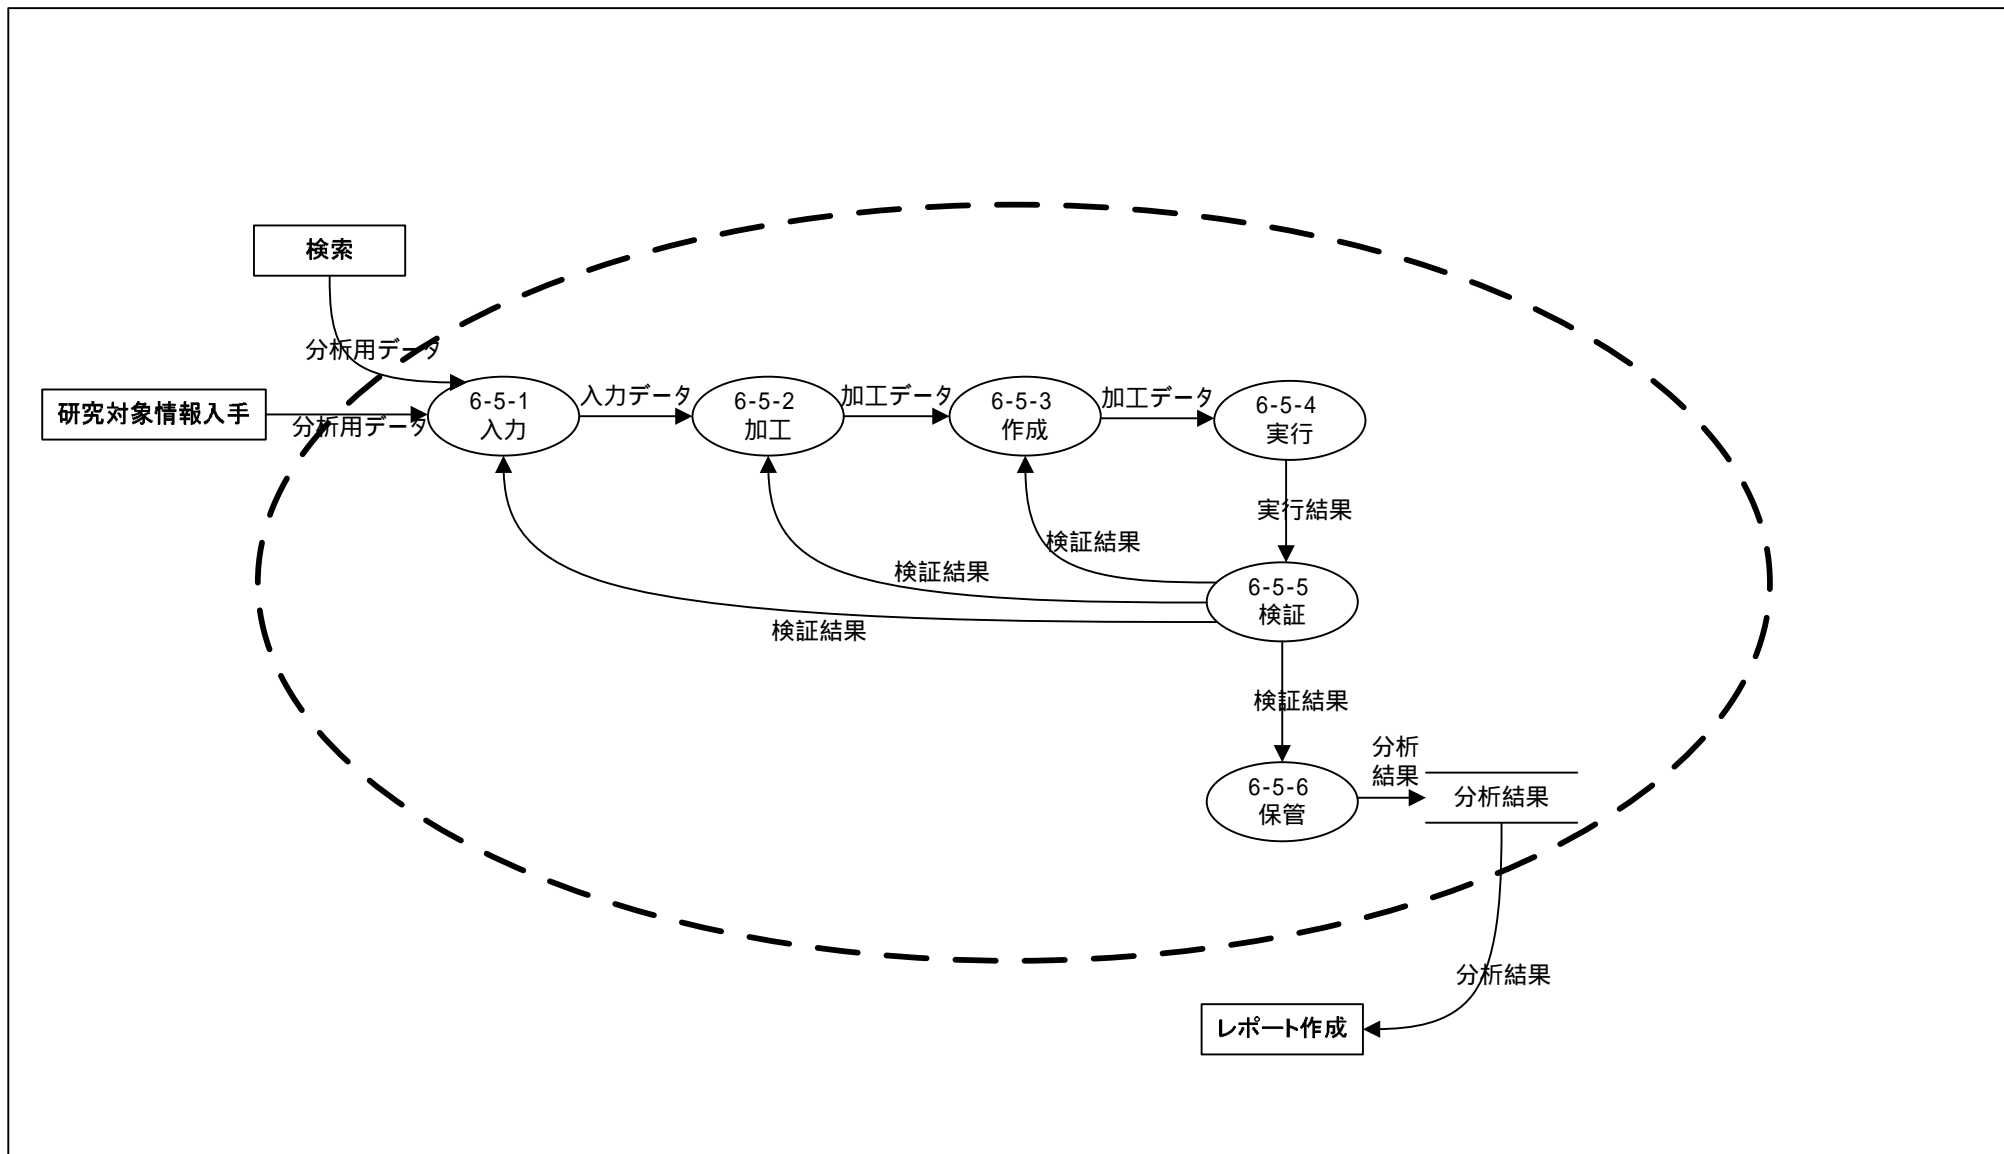 検索
分析用データ
研究対象情報入手
分析用データ
6-5-1
入力
入力データ
6-5-2
加工
加工データ
6-5-3
作成
加工データ
6-5-4
実行
実行結果
検証結果
検証結果
検証結果
6-5-5
検証
検証結果
6-5-6
保管
分析
結果
分析結果
分析結果
レポート作成